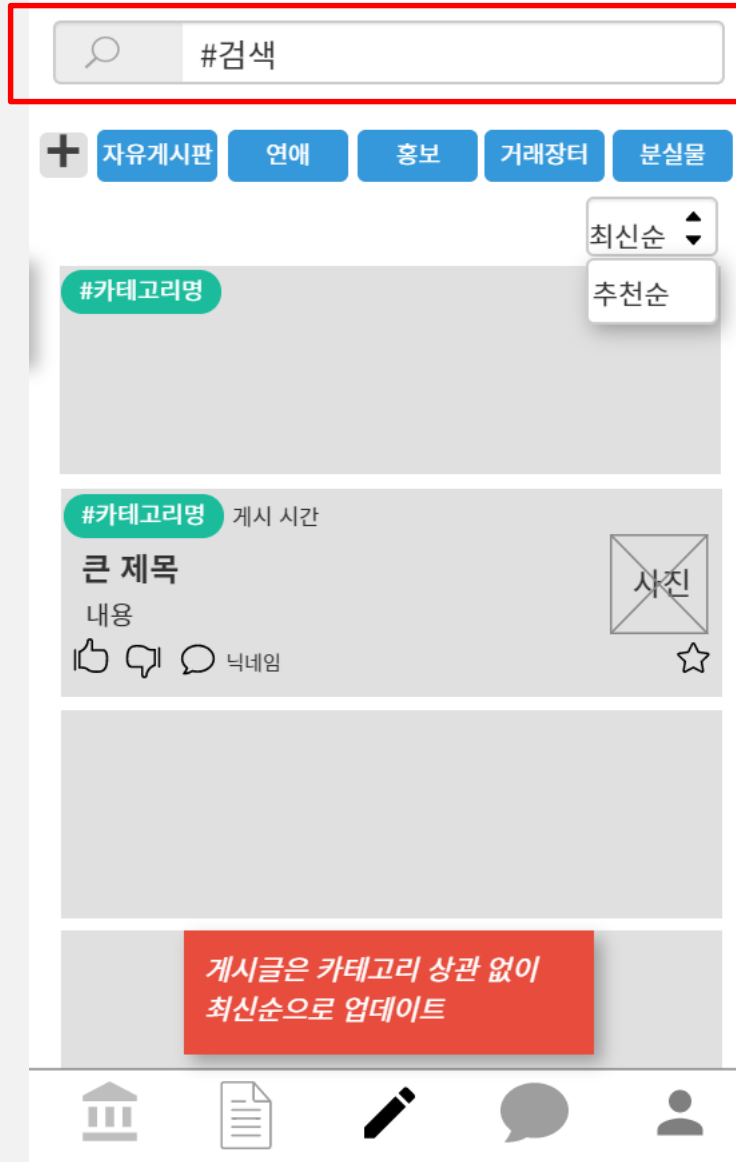 #검색
자유게시판 연애 홍보 거래장터 분실물
최신순
추천순
#카테고리명
#카테고리명 게시 시간
큰 제목
사진
내용
닉네임
게시글은 카테고리 상관 없이
최신순으로 업데이트